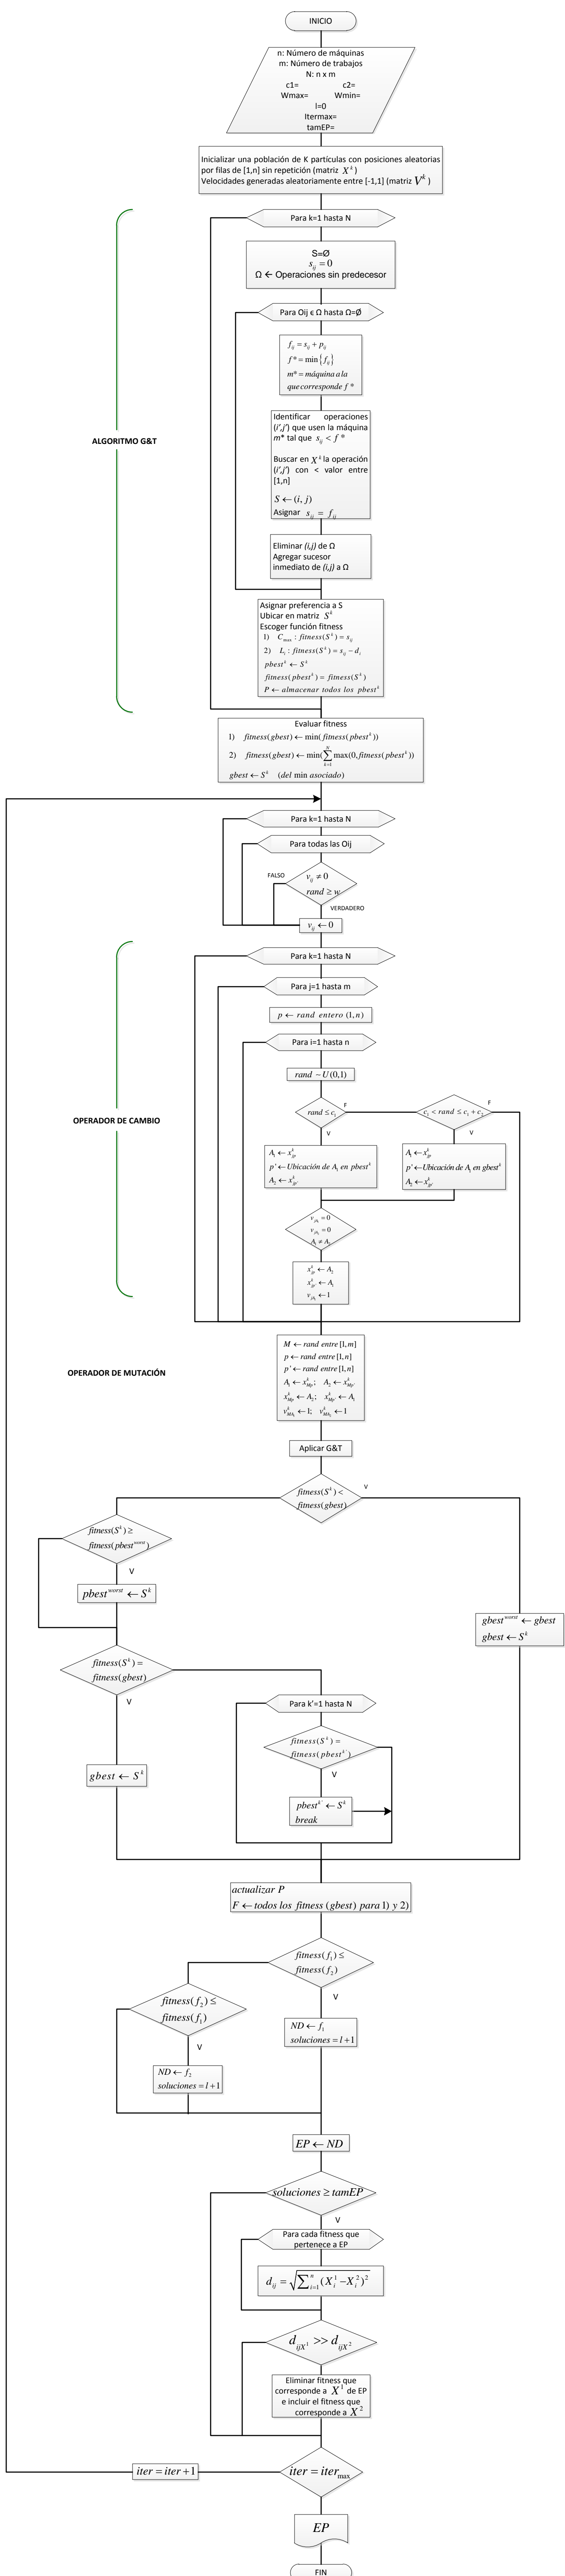 INICIO
n: Número de máquinas
m: Número de trabajos
N: n x m
c1= c2=
Wmax= Wmin=
l=0
Itermax=
tamEP=
Inicializar una población de K partículas con posiciones aleatorias
por filas de [1,n] sin repetición (matriz X^k)
Velocidades generadas aleatoriamente entre [-1,1] (matriz V^k)
Para k=1 hasta N
S=Ø
s_ij = 0
Ω ← Operaciones sin predecesor
Para Oij ϵ Ω hasta Ω=Ø
f_ij = s_ij + p_ij
f* = min{f_ij}
m* = máquina a la
que corresponde f*
Identificar operaciones
(i',j') que usen la máquina
m* tal que s_ij < f*
Buscar en X^k la operación
(i',j') con < valor entre
[1,n]
S ← (i, j)
Asignar s_ij = f_ij
ALGORITMO G&T
Eliminar (i,j) de Ω
Agregar sucesor
inmediato de (i,j) a Ω
Asignar preferencia a S
Ubicar en matriz S^k
Escoger función fitness
1) C_max : fitness(S^k) = s_ij
2) L_i : fitness(S^k) = s_ij − d_i
pbest^k ← S^k
fitness(pbest^k) = fitness(S^k)
P ← almacenar todos los pbest^k
Evaluar fitness
1) fitness(gbest) ← min(fitness(pbest^k))
2) fitness(gbest) ← min(∑_{k=k}^{N} max(0, fitness(pbest^k))
gbest ← S^k (del min asociado)
Para k=1 hasta N
Para todas las Oij
FALSO
v_ij ≠ 0
rand ≥ w
VERDADERO
v_ij ← 0
Para k=1 hasta N
Para j=1 hasta m
p ← rand entero (1, n)
Para i=1 hasta n
rand ~ U(0,1)
OPERADOR DE CAMBIO
rand ≤ c_1
F
c_1 < rand ≤ c_1 + c_2
F
V
V
A_1 ← x^k_jp
p' ← Ubicación de A_1 en pbest^k
A_2 ← x^k_jp'
A_1 ← x^k_jp
p' ← Ubicación de A_1 en gbest^k
A_2 ← x^k_jp'
v_jA1 = 0
v_jA2 = 0
A_1 ≠ A_2
x^k_jp ← A_2
x^k_jp' ← A_1
v_jA1 ← 1
OPERADOR DE MUTACIÓN
M ← rand entre [1, m]
p ← rand entre [1, n]
p' ← rand entre [1, n]
A_1 ← x^k_Mp; A_2 ← x^k_Mp'
x^k_Mp ← A_2; x^k_Mp' ← A_1
v^k_MA1 ← 1; v^k_MA2 ← 1
Aplicar G&T
fitness(S^k) <
fitness(gbest)
V
fitness(S^k) ≥
fitness(pbest^worst)
V
pbest^worst ← S^k
gbest^worst ← gbest
gbest ← S^k
fitness(S^k) =
fitness(gbest)
V
Para k'=1 hasta N
fitness(S^k) =
fitness(pbest^k')
V
gbest ← S^k
pbest^k' ← S^k
break
actualizar P
F ← todos los fitness (gbest) para 1) y 2)
fitness(f_1) ≤
fitness(f_2)
V
fitness(f_2) ≤
fitness(f_1)
V
ND ← f_1
soluciones = l + 1
ND ← f_2
soluciones = l + 1
EP ← ND
soluciones ≥ tamEP
V
Para cada fitness que
pertenece a EP
d_ij = √(∑_{i=1}^{n} (X_i^1 − X_i^2)^2)
d_ijX^1 >> d_ijX^2
Eliminar fitness que
corresponde a X^1 de EP
e incluir el fitness que
corresponde a X^2
iter = iter + 1
iter = iter_max
EP
FIN